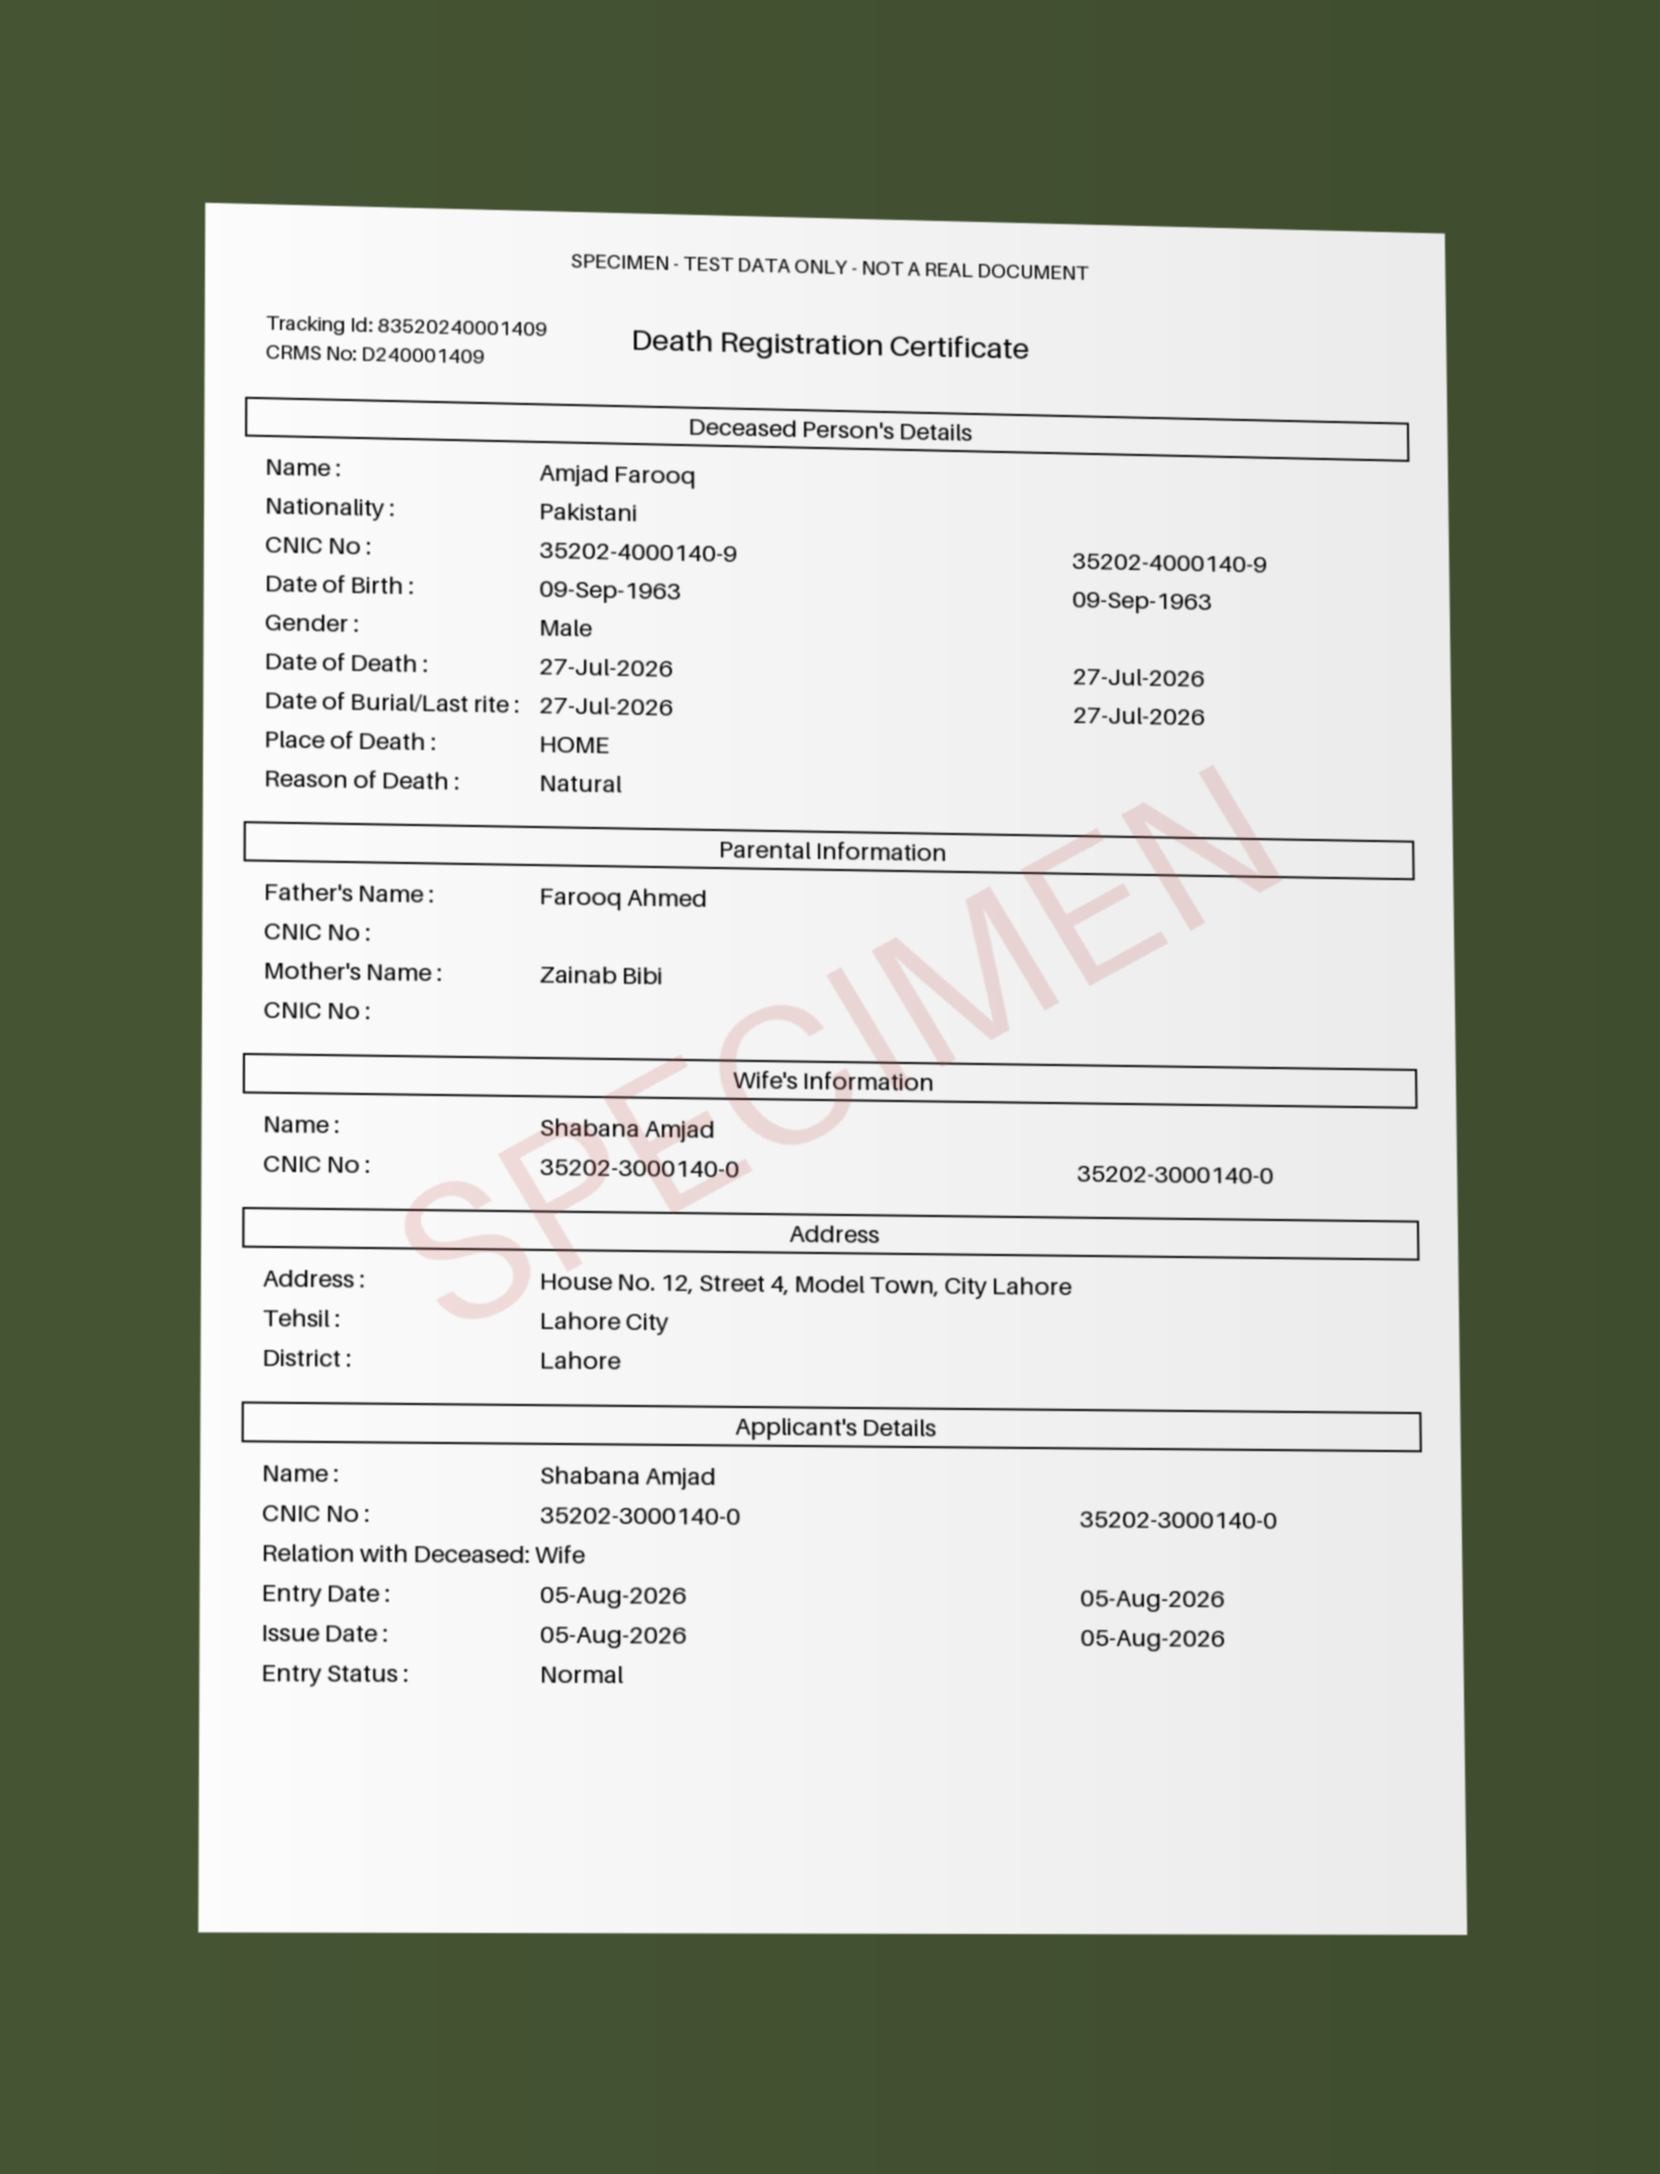 SPECIMEN - TEST DATA ONLY - NOT A REAL DOCUMENT
Tracking Id: 83520240001409
CRMS No: D240001409
Death Registration Certificate
Deceased Person's Details
Name : Amjad Farooq
Nationality : Pakistani
CNIC No : 35202-4000140-9 35202-4000140-9
Date of Birth : 09-Sep-1963 09-Sep-1963
Gender : Male
Date of Death : 27-Jul-2026 27-Jul-2026
Date of Burial/Last rite : 27-Jul-2026 27-Jul-2026
Place of Death : HOME
Reason of Death : Natural
Parental Information
Father's Name : Farooq Ahmed
CNIC No :
Mother's Name : Zainab Bibi
CNIC No :
Wife's Information
Name : Shabana Amjad
CNIC No : 35202-3000140-0 35202-3000140-0
Address
Address : House No. 12, Street 4, Model Town, City Lahore
Tehsil : Lahore City
District : Lahore
Applicant's Details
Name : Shabana Amjad
CNIC No : 35202-3000140-0 35202-3000140-0
Relation with Deceased: Wife
Entry Date : 05-Aug-2026 05-Aug-2026
Issue Date : 05-Aug-2026 05-Aug-2026
Entry Status : Normal
SPECIMEN